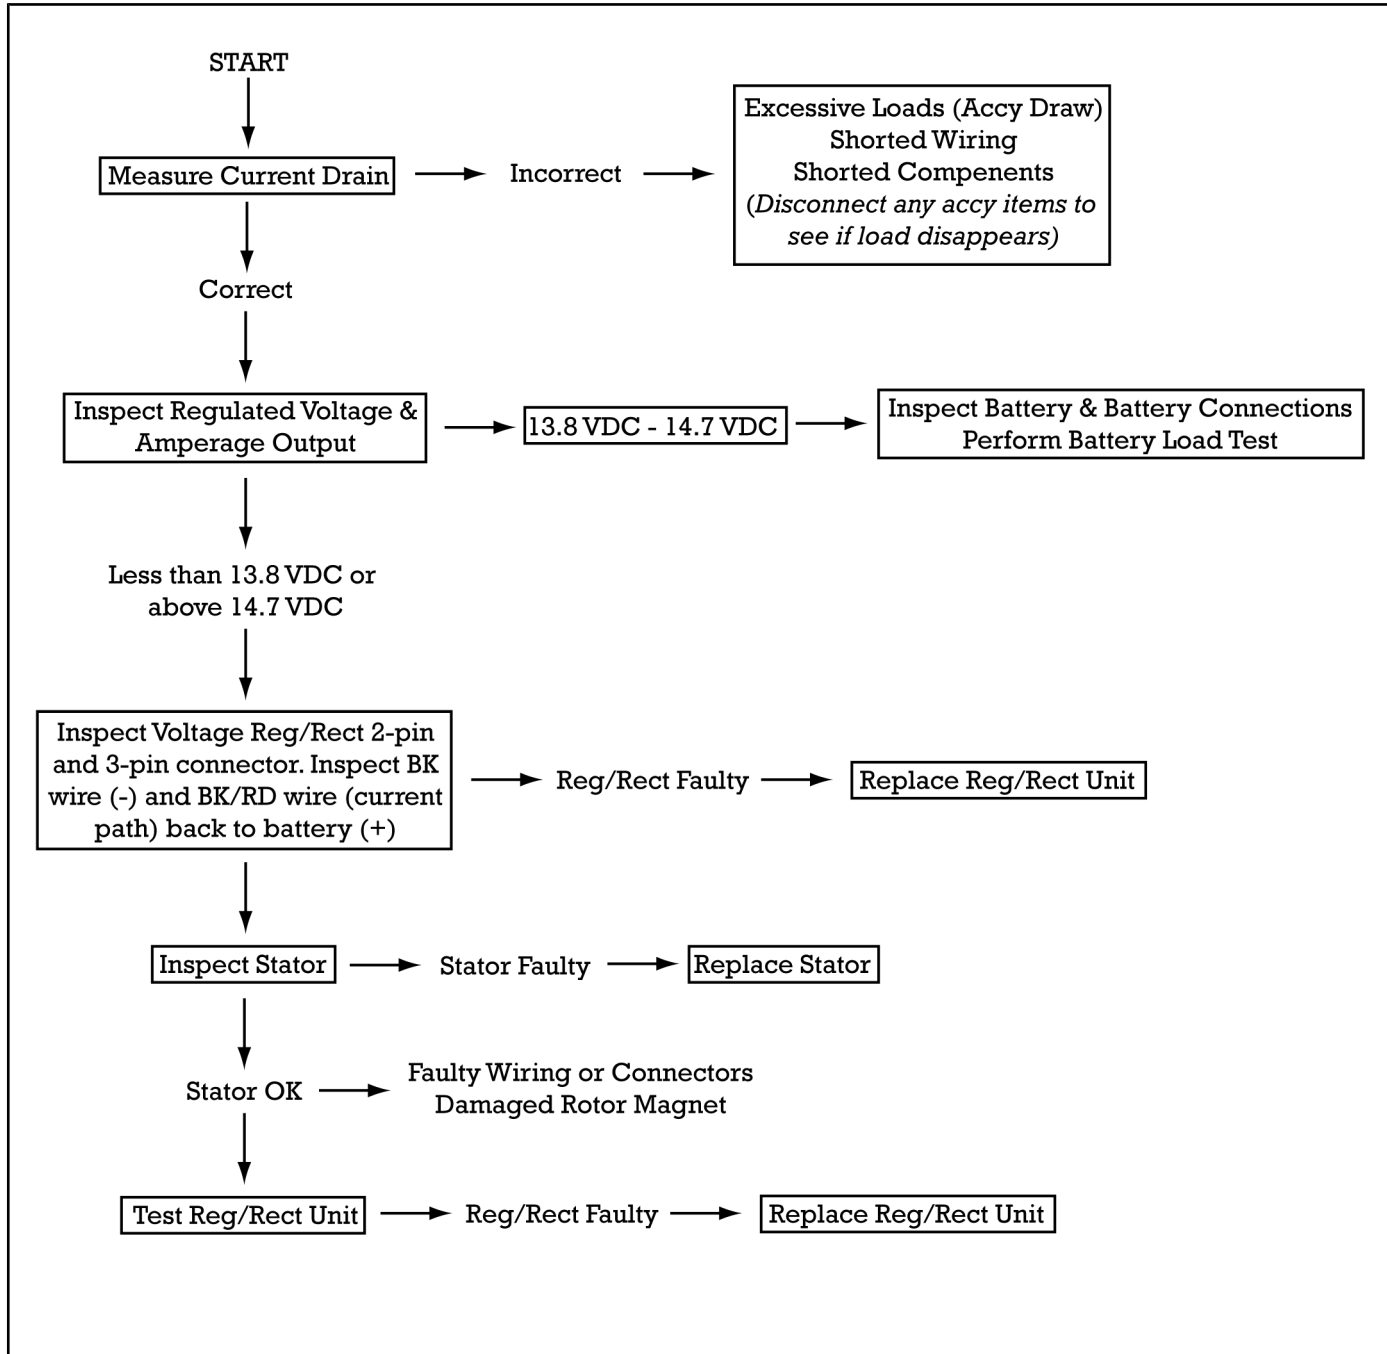 START
Measure Current Drain
Incorrect
Excessive Loads (Accy Draw)
Shorted Wiring
Shorted Compenents
(Disconnect any accy items to
see if load disappears)
Correct
Inspect Regulated Voltage &
Amperage Output
13.8 VDC - 14.7 VDC
Inspect Battery & Battery Connections
Perform Battery Load Test
Less than 13.8 VDC or
above 14.7 VDC
Inspect Voltage Reg/Rect 2-pin
and 3-pin connector. Inspect BK
wire (-) and BK/RD wire (current
path) back to battery (+)
Reg/Rect Faulty
Replace Reg/Rect Unit
Inspect Stator
Stator Faulty
Replace Stator
Stator OK
Faulty Wiring or Connectors
Damaged Rotor Magnet
Test Reg/Rect Unit
Reg/Rect Faulty
Replace Reg/Rect Unit